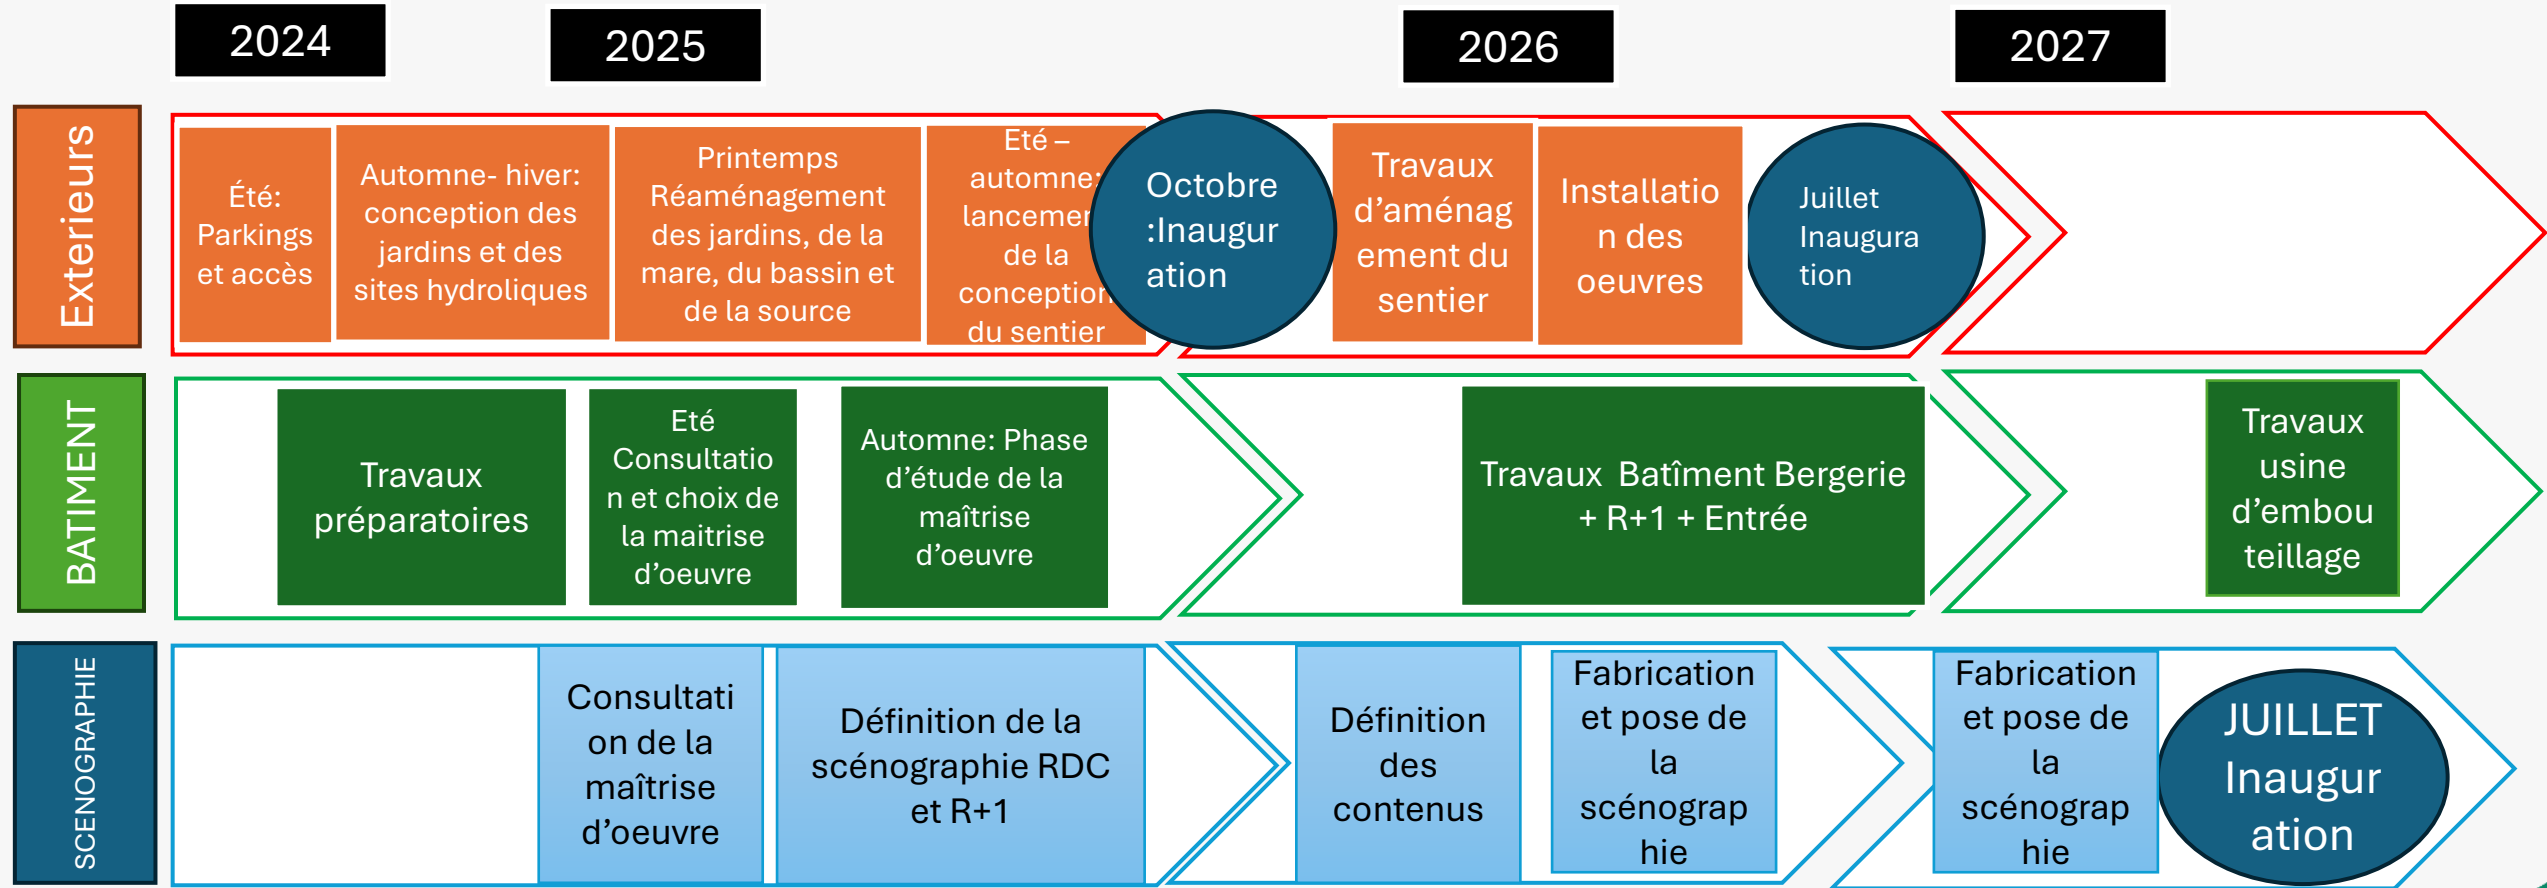 2024
2025
2026
2027
Exterieurs
Été:
Parkings
et accès
Automne- hiver:
conception des
jardins et des
sites hydroliques
Printemps
Réaménagement
des jardins, de la
mare, du bassin et
de la source
Eté –
automne:
lancemen
de la
conception
du sentier
Octobre
:Inaugur
ation
Travaux
d’aménag
ement du
sentier
Installatio
n des
oeuvres
Juillet
Inaugura
tion
BATIMENT
Travaux
préparatoires
Eté
Consultatio
n et choix de
la maitrise
d’oeuvre
Automne: Phase
d’étude de la
maîtrise
d’oeuvre
Travaux  Batîment Bergerie
+ R+1 + Entrée
Travaux
usine
d’embou
teillage
SCENOGRAPHIE
Consultati
on de la
maîtrise
d’oeuvre
Définition de la
scénographie RDC
et R+1
Définition
des
contenus
Fabrication
et pose de
la
scénograp
hie
Fabrication
et pose de
la
scénograp
hie
JUILLET
Inaugur
ation